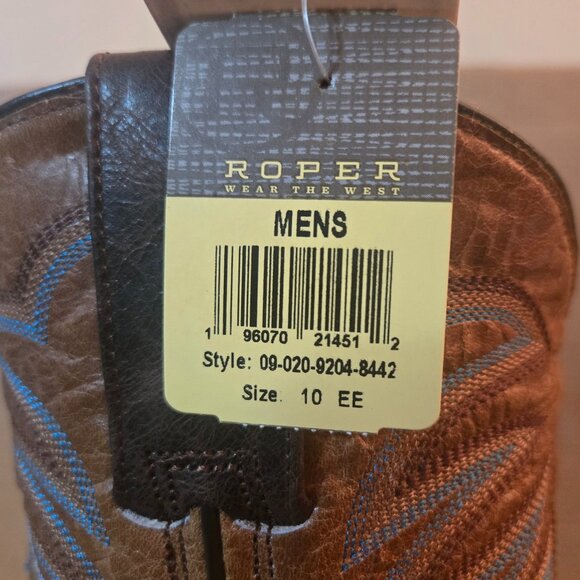 ROPER
WEAR THE WEST
MENS
1 96070 21451 2
Style: 09-020-9204-8442
Size: 10 EE